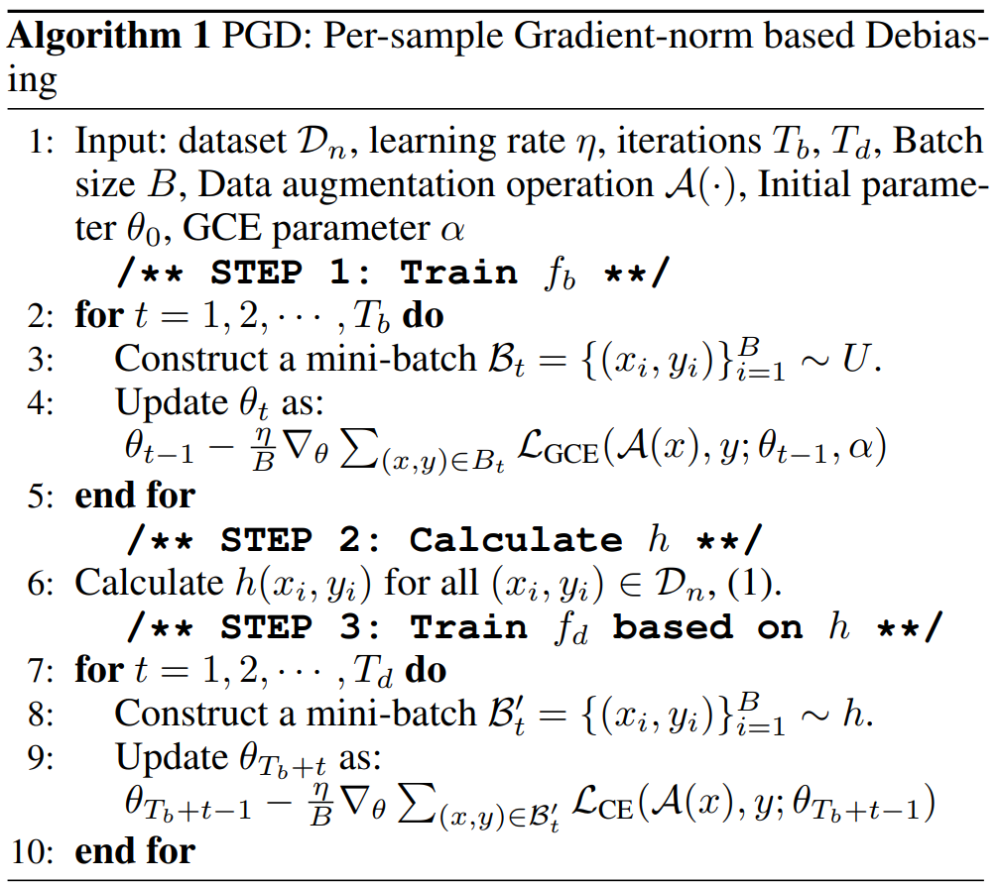 Algorithm 1 PGD: Per-sample Gradient-norm based Debias-
ing
1: Input: dataset $\mathcal{D}_n$, learning rate $\eta$, iterations $T_b$, $T_d$, Batch
size $B$, Data augmentation operation $\mathcal{A}(\cdot)$, Initial parame-
ter $\theta_0$, GCE parameter $\alpha$
/** STEP 1: Train $f_b$ **/
2: for $t = 1, 2, \cdots, T_b$ do
3: Construct a mini-batch $\mathcal{B}_t = \{(x_i, y_i)\}_{i=1}^{B} \sim U$.
4: Update $\theta_t$ as:
$\theta_{t-1} - \frac{\eta}{B} \nabla_\theta \sum_{(x,y) \in B_t} \mathcal{L}_{\text{GCE}}(\mathcal{A}(x), y; \theta_{t-1}, \alpha)$
5: end for
/** STEP 2: Calculate $h$ **/
6: Calculate $h(x_i, y_i)$ for all $(x_i, y_i) \in \mathcal{D}_n$, (1).
/** STEP 3: Train $f_d$ based on $h$ **/
7: for $t = 1, 2, \cdots, T_d$ do
8: Construct a mini-batch $\mathcal{B}'_t = \{(x_i, y_i)\}_{i=1}^{B} \sim h$.
9: Update $\theta_{T_b+t}$ as:
$\theta_{T_b+t-1} - \frac{\eta}{B} \nabla_\theta \sum_{(x,y) \in \mathcal{B}'_t} \mathcal{L}_{\text{CE}}(\mathcal{A}(x), y; \theta_{T_b+t-1})$
10: end for